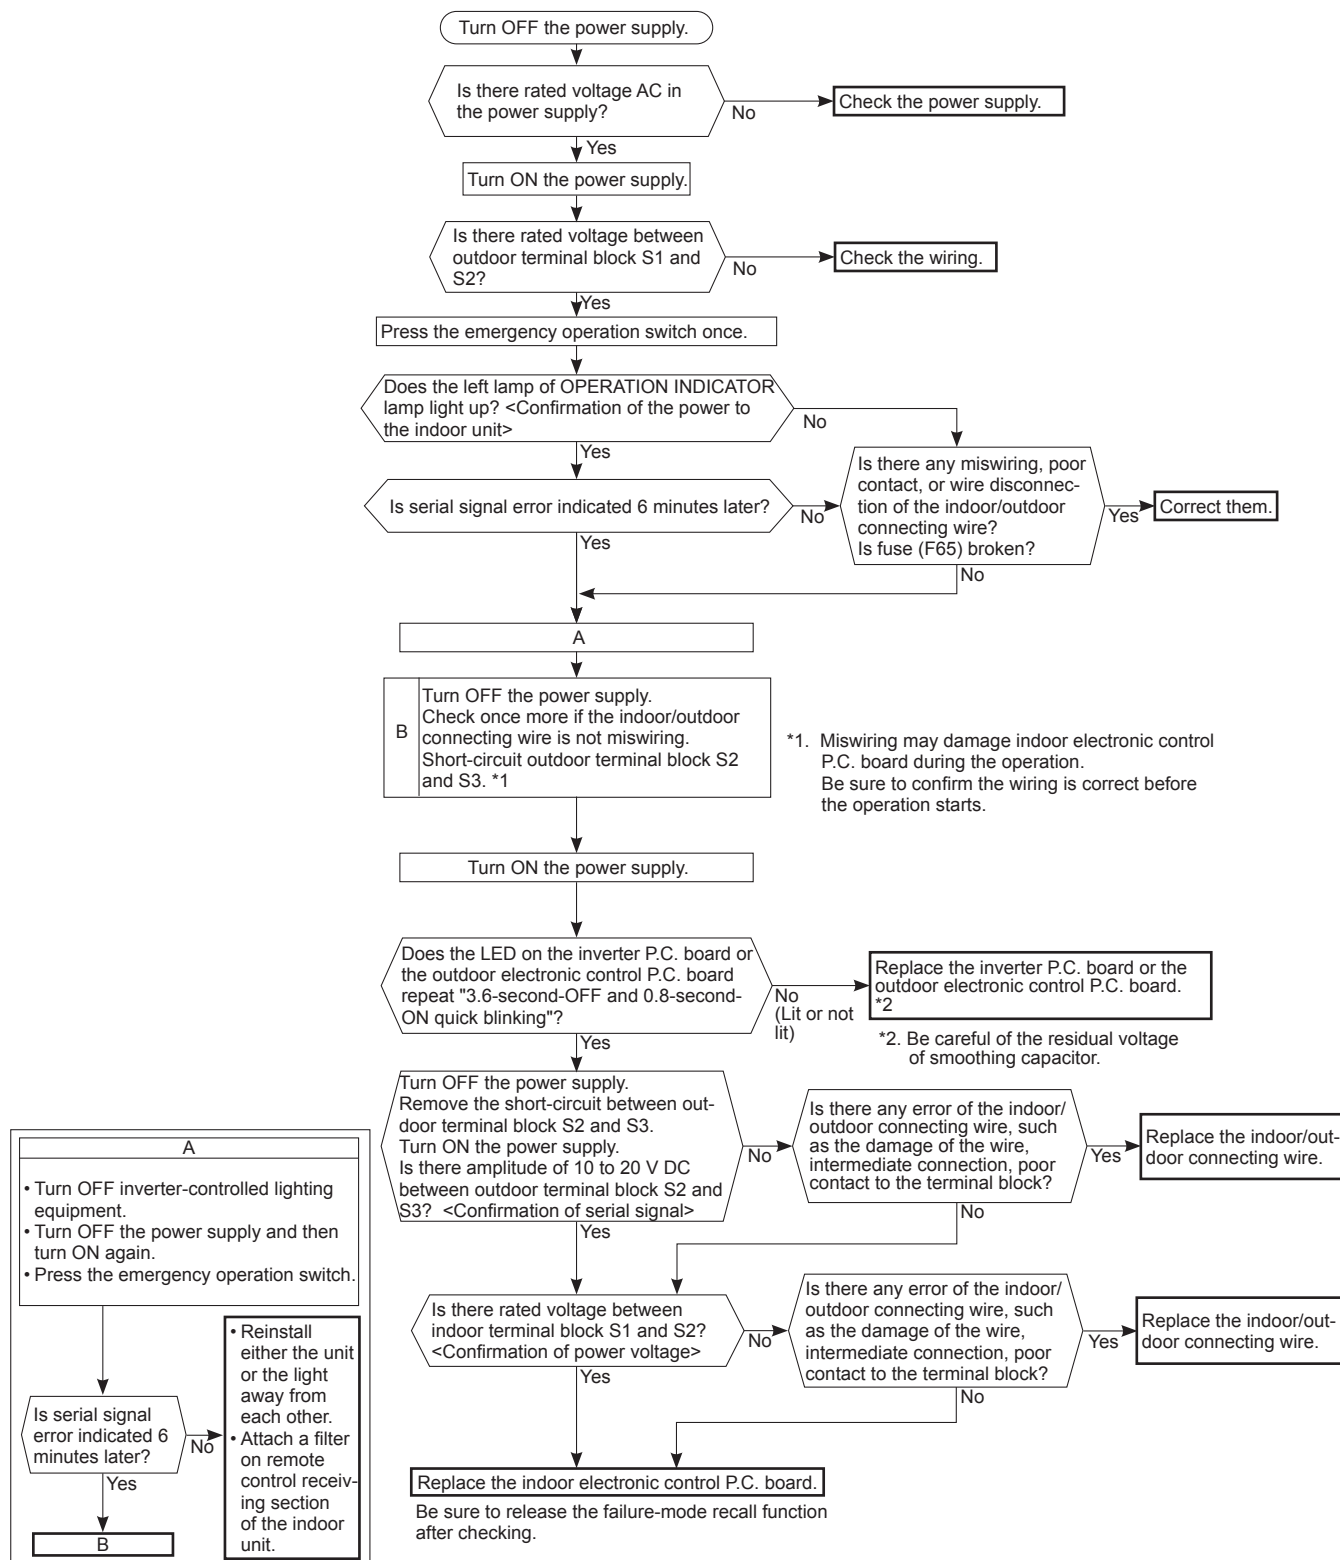 Turn OFF the power supply.
Is there rated voltage AC in
the power supply?
No
Check the power supply.
Yes
Turn ON the power supply.
Is there rated voltage between
outdoor terminal block S1 and
S2?
No
Check the wiring.
Yes
Press the emergency operation switch once.
Does the left lamp of OPERATION INDICATOR
lamp light up? <Confirmation of the power to
the indoor unit>
No
Yes
Is serial signal error indicated 6 minutes later?
No
Yes
Is there any miswiring, poor
contact, or wire disconnec-
tion of the indoor/outdoor
connecting wire?
Is fuse (F65) broken?
Yes
Correct them.
No
A
B
Turn OFF the power supply.
Check once more if the indoor/outdoor
connecting wire is not miswiring.
Short-circuit outdoor terminal block S2
and S3. *1
*1. Miswiring may damage indoor electronic control
P.C. board during the operation.
Be sure to confirm the wiring is correct before
the operation starts.
Turn ON the power supply.
Does the LED on the inverter P.C. board or
the outdoor electronic control P.C. board
repeat "3.6-second-OFF and 0.8-second-
ON quick blinking"?
No
(Lit or not
lit)
Replace the inverter P.C. board or the
outdoor electronic control P.C. board.
*2
*2. Be careful of the residual voltage
of smoothing capacitor.
Yes
Turn OFF the power supply.
Remove the short-circuit between out-
door terminal block S2 and S3.
Turn ON the power supply.
Is there amplitude of 10 to 20 V DC
between outdoor terminal block S2 and
S3? <Confirmation of serial signal>
No
Is there any error of the indoor/
outdoor connecting wire, such
as the damage of the wire,
intermediate connection, poor
contact to the terminal block?
Yes
Replace the indoor/out-
door connecting wire.
No
Yes
Is there rated voltage between
indoor terminal block S1 and S2?
<Confirmation of power voltage>
No
Is there any error of the indoor/
outdoor connecting wire, such
as the damage of the wire,
intermediate connection, poor
contact to the terminal block?
Yes
Replace the indoor/out-
door connecting wire.
No
Yes
Replace the indoor electronic control P.C. board.
Be sure to release the failure-mode recall function
after checking.
A
• Turn OFF inverter-controlled lighting
equipment.
• Turn OFF the power supply and then
turn ON again.
• Press the emergency operation switch.
Is serial signal
error indicated 6
minutes later?
No
• Reinstall
either the unit
or the light
away from
each other.
• Attach a filter
on remote
control receiv-
ing section
of the indoor
unit.
Yes
B